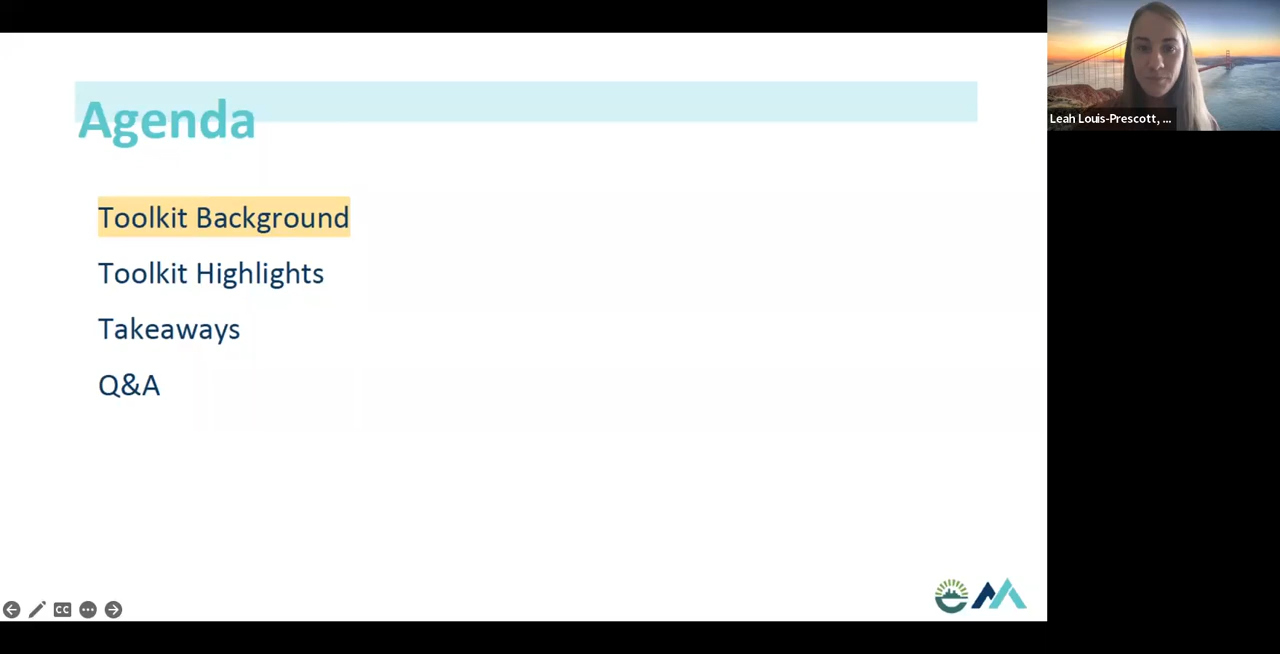 Agenda
Toolkit Background
Toolkit Highlights
Takeaways
Q&A
Leah Louis-Prescott, ...
CC